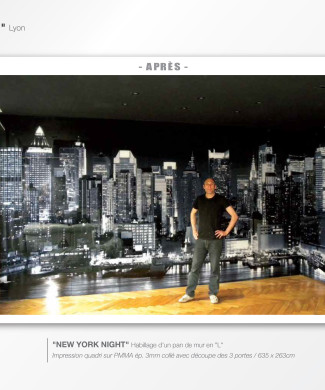 " Lyon
- APRÈS -
"NEW YORK NIGHT" Habillage d'un pan de mur en "L"
Impression quadri sur PMMA ép. 3mm collé avec découpe des 3 portes / 635 x 263cm